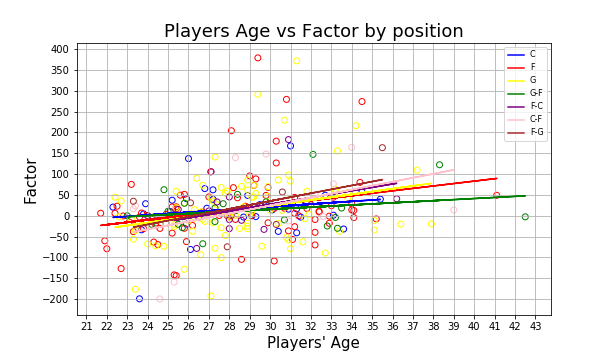 Players Age vs Factor by position
400
350
300
250
200
150
100
50
0
−50
−100
−150
−200
Factor
C
F
G
G-F
F-C
C-F
F-G
21 22 23 24 25 26 27 28 29 30 31 32 33 34 35 36 37 38 39 40 41 42 43
Players' Age